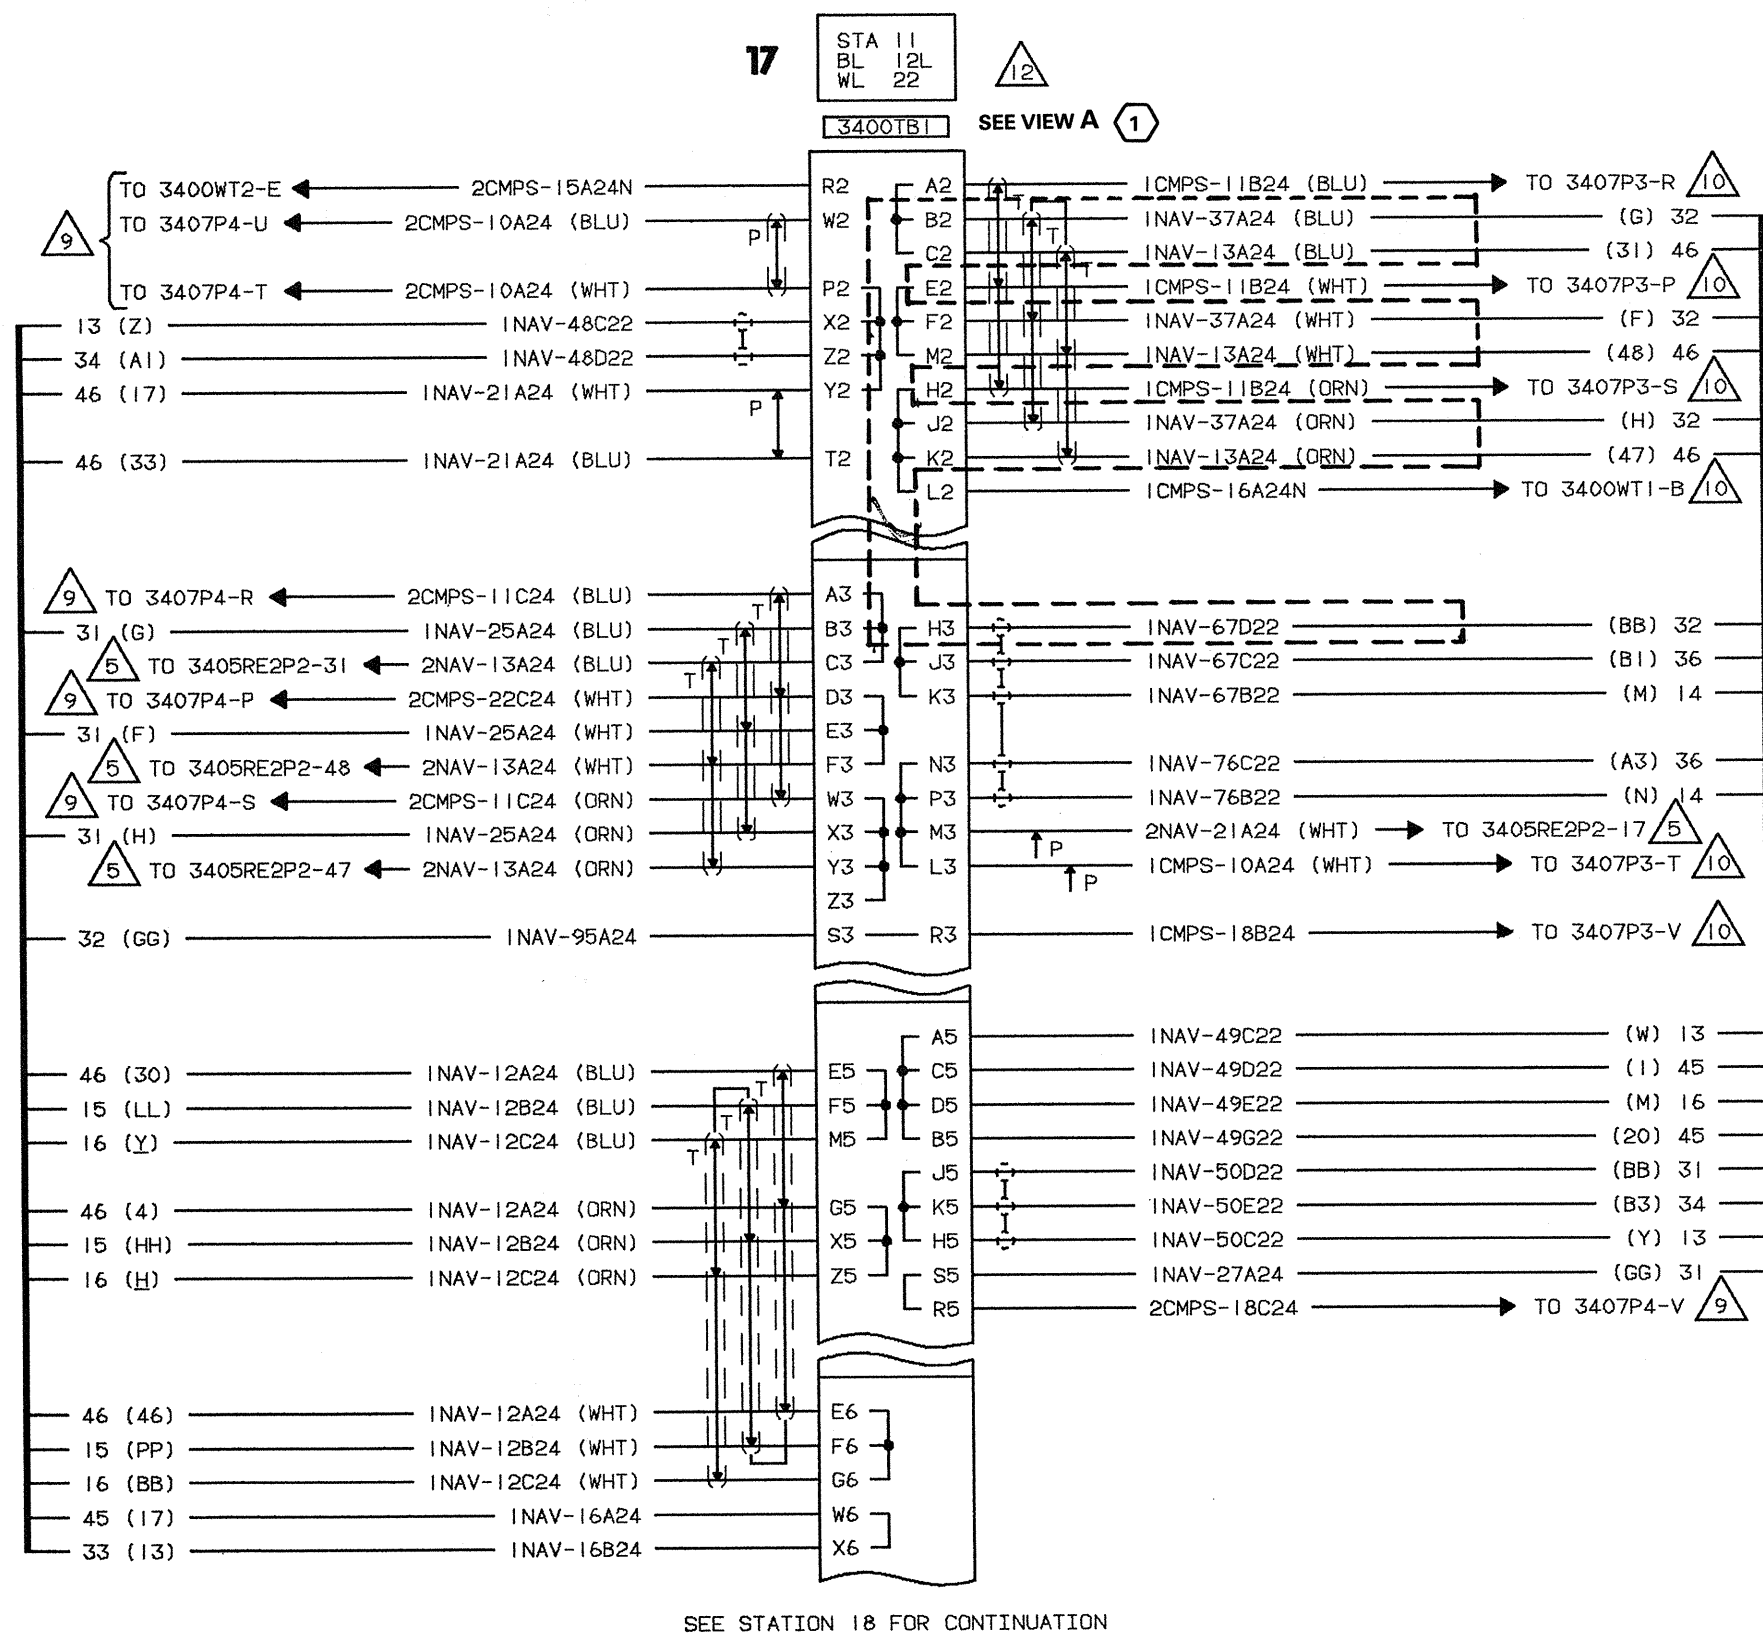 17
STA 11
BL 12L
WL 22
12
3400TB1
SEE VIEW A 1
TO 3400WT2-E 2CMPS-15A24N R2 A2 1CMPS-11B24 (BLU) TO 3407P3-R 10
9 TO 3407P4-U 2CMPS-10A24 (BLU) W2 B2 1NAV-37A24 (BLU) (G) 32
P T T T
C2 1NAV-13A24 (BLU) (31) 46
TO 3407P4-T 2CMPS-10A24 (WHT) P2 E2 1CMPS-11B24 (WHT) TO 3407P3-P 10
13 (Z) 1NAV-48C22 X2 F2 1NAV-37A24 (WHT) (F) 32
34 (A1) 1NAV-48D22 Z2 M2 1NAV-13A24 (WHT) (48) 46
46 (17) 1NAV-21A24 (WHT) Y2 H2 1CMPS-11B24 (ORN) TO 3407P3-S 10
P J2 1NAV-37A24 (ORN) (H) 32
46 (33) 1NAV-21A24 (BLU) T2 K2 1NAV-13A24 (ORN) (47) 46
L2 1CMPS-16A24N TO 3400WT1-B 10
9 TO 3407P4-R 2CMPS-11C24 (BLU) T A3
31 (G) 1NAV-25A24 (BLU) T B3 H3 1NAV-67D22 (BB) 32
5 TO 3405RE2P2-31 2NAV-13A24 (BLU) T C3 J3 1NAV-67C22 (B1) 36
9 TO 3407P4-P 2CMPS-22C24 (WHT) D3 K3 1NAV-67B22 (M) 14
31 (F) 1NAV-25A24 (WHT) E3
5 TO 3405RE2P2-48 2NAV-13A24 (WHT) F3 N3 1NAV-76C22 (A3) 36
9 TO 3407P4-S 2CMPS-11C24 (ORN) W3 P3 1NAV-76B22 (N) 14
31 (H) 1NAV-25A24 (ORN) X3 M3 P 2NAV-21A24 (WHT) TO 3405RE2P2-17 5
5 TO 3405RE2P2-47 2NAV-13A24 (ORN) Y3 L3 P 1CMPS-10A24 (WHT) TO 3407P3-T 10
Z3
32 (GG) 1NAV-95A24 S3 R3 1CMPS-18B24 TO 3407P3-V 10
A5 1NAV-49C22 (W) 13
46 (30) 1NAV-12A24 (BLU) T E5 C5 1NAV-49D22 (1) 45
15 (LL) 1NAV-12B24 (BLU) T F5 D5 1NAV-49E22 (M) 16
16 (Y) 1NAV-12C24 (BLU) T M5 B5 1NAV-49G22 (20) 45
J5 1NAV-50D22 (BB) 31
46 (4) 1NAV-12A24 (ORN) G5 K5 1NAV-50E22 (B3) 34
15 (HH) 1NAV-12B24 (ORN) X5 H5 1NAV-50C22 (Y) 13
16 (H) 1NAV-12C24 (ORN) Z5 S5 1NAV-27A24 (GG) 31
R5 2CMPS-18C24 TO 3407P4-V 9
46 (46) 1NAV-12A24 (WHT) E6
15 (PP) 1NAV-12B24 (WHT) F6
16 (BB) 1NAV-12C24 (WHT) G6
45 (17) 1NAV-16A24 W6
33 (13) 1NAV-16B24 X6
SEE STATION 18 FOR CONTINUATION